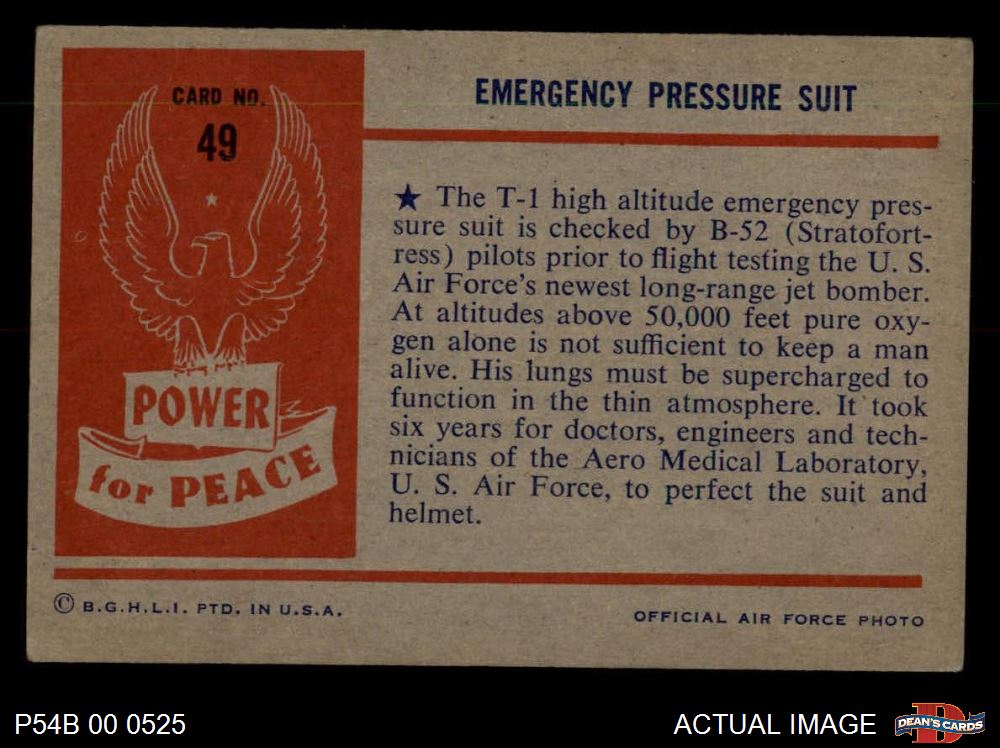 CARD NO.
49
POWER
for PEACE
EMERGENCY PRESSURE SUIT
★ The T-1 high altitude emergency pres-
sure suit is checked by B-52 (Stratofort-
ress) pilots prior to flight testing the U. S.
Air Force's newest long-range jet bomber.
At altitudes above 50,000 feet pure oxy-
gen alone is not sufficient to keep a man
alive. His lungs must be supercharged to
function in the thin atmosphere. It took
six years for doctors, engineers and tech-
nicians of the Aero Medical Laboratory,
U. S. Air Force, to perfect the suit and
helmet.
© B.G.H.L.I. PTD. IN U.S.A.
OFFICIAL AIR FORCE PHOTO
P54B 00 0525
ACTUAL IMAGE
DEAN'S CARDS